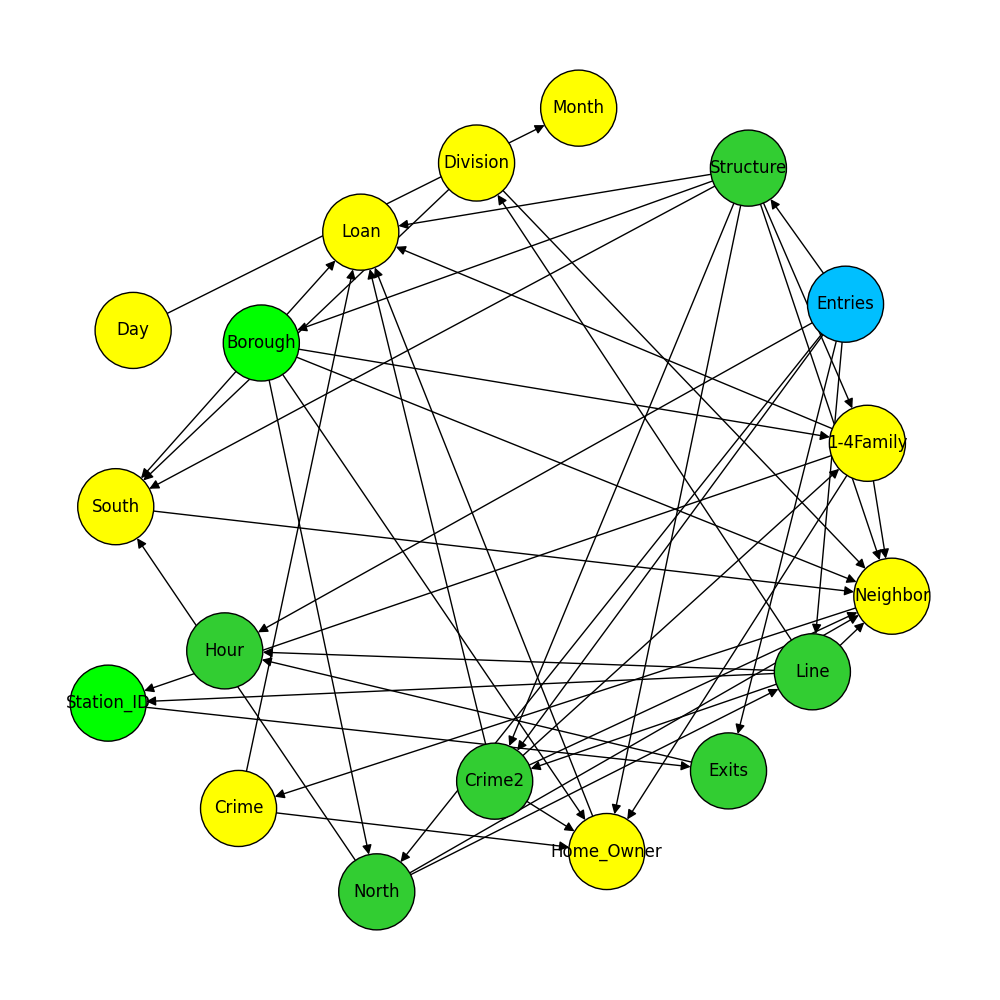 Month
Division
Structure
Loan
Entries
Day
Borough
1-4Family
South
Neighbor
Hour
Line
Station_ID
Exits
Crime2
Crime
Home_Owner
North